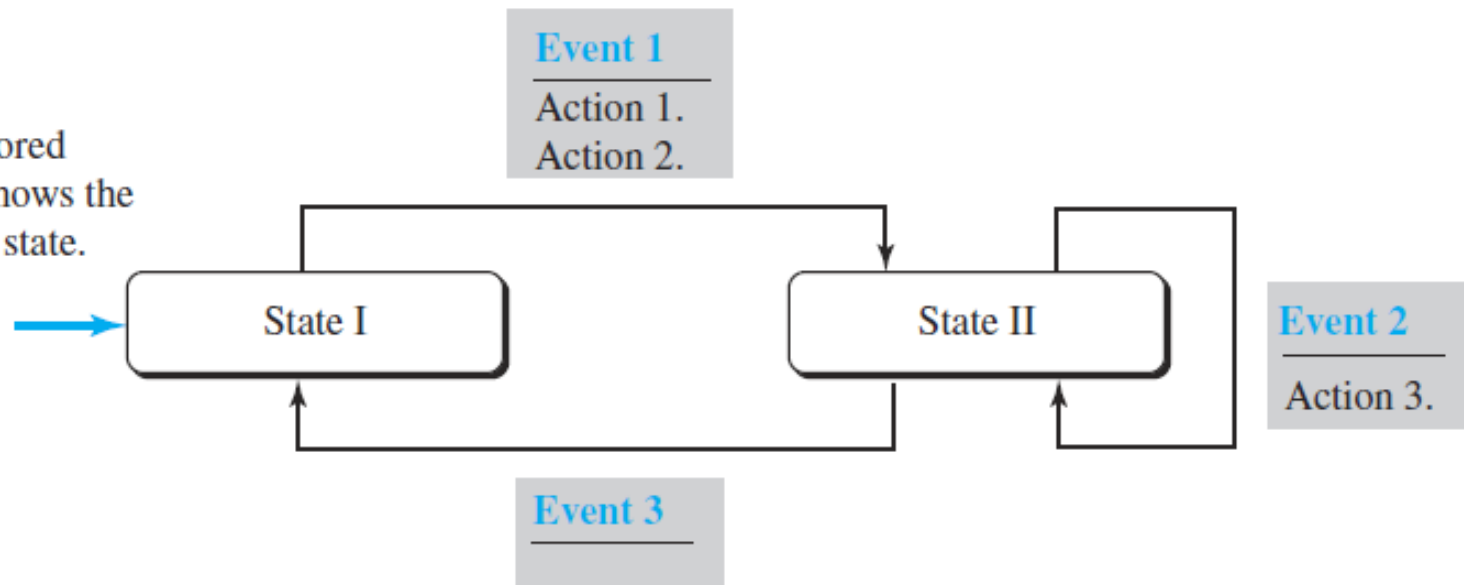 Event 1
Action 1.
Action 2.
ored
hows the
state.
State I
State II
Event 2
Action 3.
Event 3